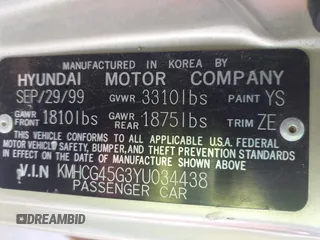 MANUFACTURED IN KOREA BY
HYUNDAI MOTOR COMPANY
SEP/29/99 GVWR 3310lbs PAINT YS
GAWR FRONT 1810lbs GAWR REAR 1875lbs TRIM ZE
THIS VEHICLE CONFORMS TO ALL APPLICABLE U.S.A. FEDERAL
MOTOR VEHICLE SAFETY, BUMPER, AND THEFT PREVENTION
STANDARDS IN EFFECT ON THE DATE OF MANUFACTURE SHOWN ABOVE.
V.I.N KMHCG45G3YU034438
PASSENGER CAR
DREAMBID